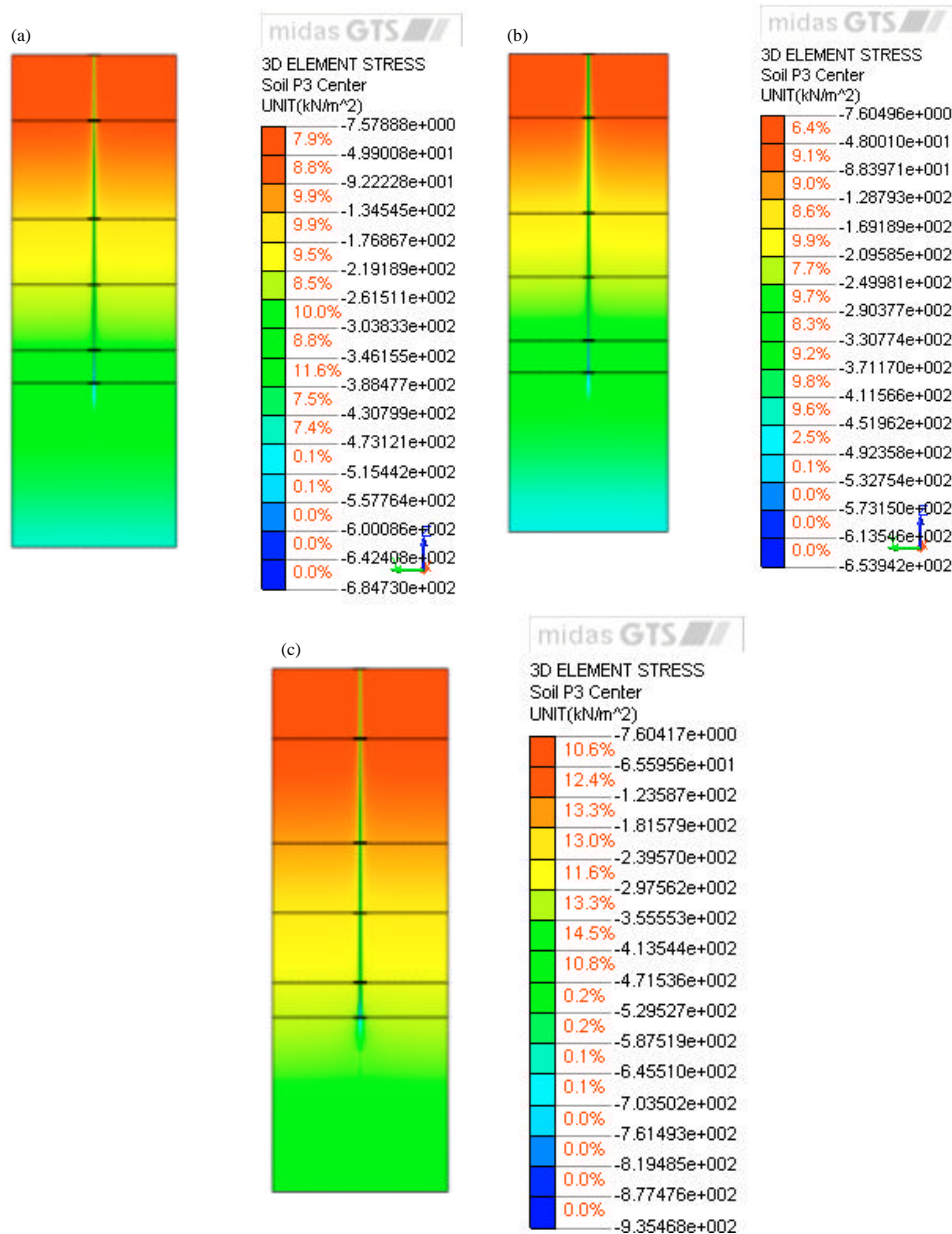 (a)
midas GTS
3D ELEMENT STRESS
Soil P3 Center
UNIT(kN/m^2)
-7.57888e+000
7.9%
-4.99008e+001
8.8%
-9.22228e+001
9.9%
-1.34545e+002
9.9%
-1.76867e+002
9.5%
-2.19189e+002
8.5%
-2.61511e+002
10.0%
-3.03833e+002
8.8%
-3.46155e+002
11.6%
-3.88477e+002
7.5%
-4.30799e+002
7.4%
-4.73121e+002
0.1%
-5.15442e+002
0.1%
-5.57764e+002
0.0%
-6.00086e+002
0.0%
-6.42408e+002
0.0%
-6.84730e+002
(b)
midas GTS
3D ELEMENT STRESS
Soil P3 Center
UNIT(kN/m^2)
-7.60496e+000
6.4%
-4.80010e+001
9.1%
-8.83971e+001
9.0%
-1.28793e+002
8.6%
-1.69189e+002
9.9%
-2.09585e+002
7.7%
-2.49981e+002
9.7%
-2.90377e+002
8.3%
-3.30774e+002
9.2%
-3.71170e+002
9.8%
-4.11566e+002
9.6%
-4.51962e+002
2.5%
-4.92358e+002
0.1%
-5.32754e+002
0.0%
-5.73150e+002
0.0%
-6.13546e+002
0.0%
-6.53942e+002
(c)
midas GTS
3D ELEMENT STRESS
Soil P3 Center
UNIT(kN/m^2)
-7.60417e+000
10.6%
-6.55956e+001
12.4%
-1.23587e+002
13.3%
-1.81579e+002
13.0%
-2.39570e+002
11.6%
-2.97562e+002
13.3%
-3.55553e+002
14.5%
-4.13544e+002
10.8%
-4.71536e+002
0.2%
-5.29527e+002
0.2%
-5.87519e+002
0.1%
-6.45510e+002
0.1%
-7.03502e+002
0.0%
-7.61493e+002
0.0%
-8.19485e+002
0.0%
-8.77476e+002
0.0%
-9.35468e+002